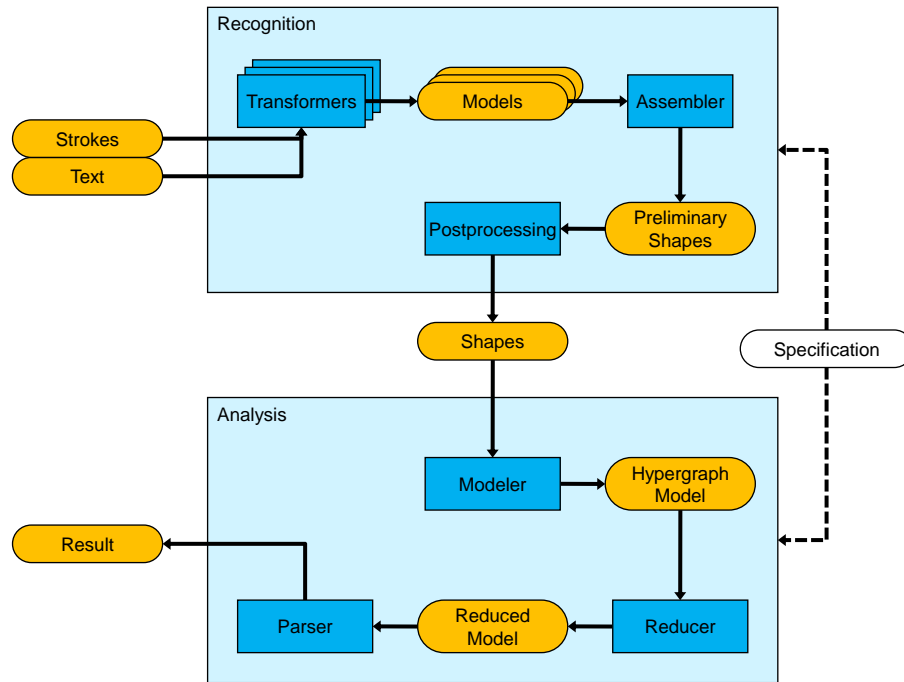 Recognition
Transformers
Models
Assembler
Strokes
Text
Postprocessing
Preliminary
Shapes
Shapes
Specification
Analysis
Modeler
Hypergraph
Model
Result
Parser
Reduced
Model
Reducer